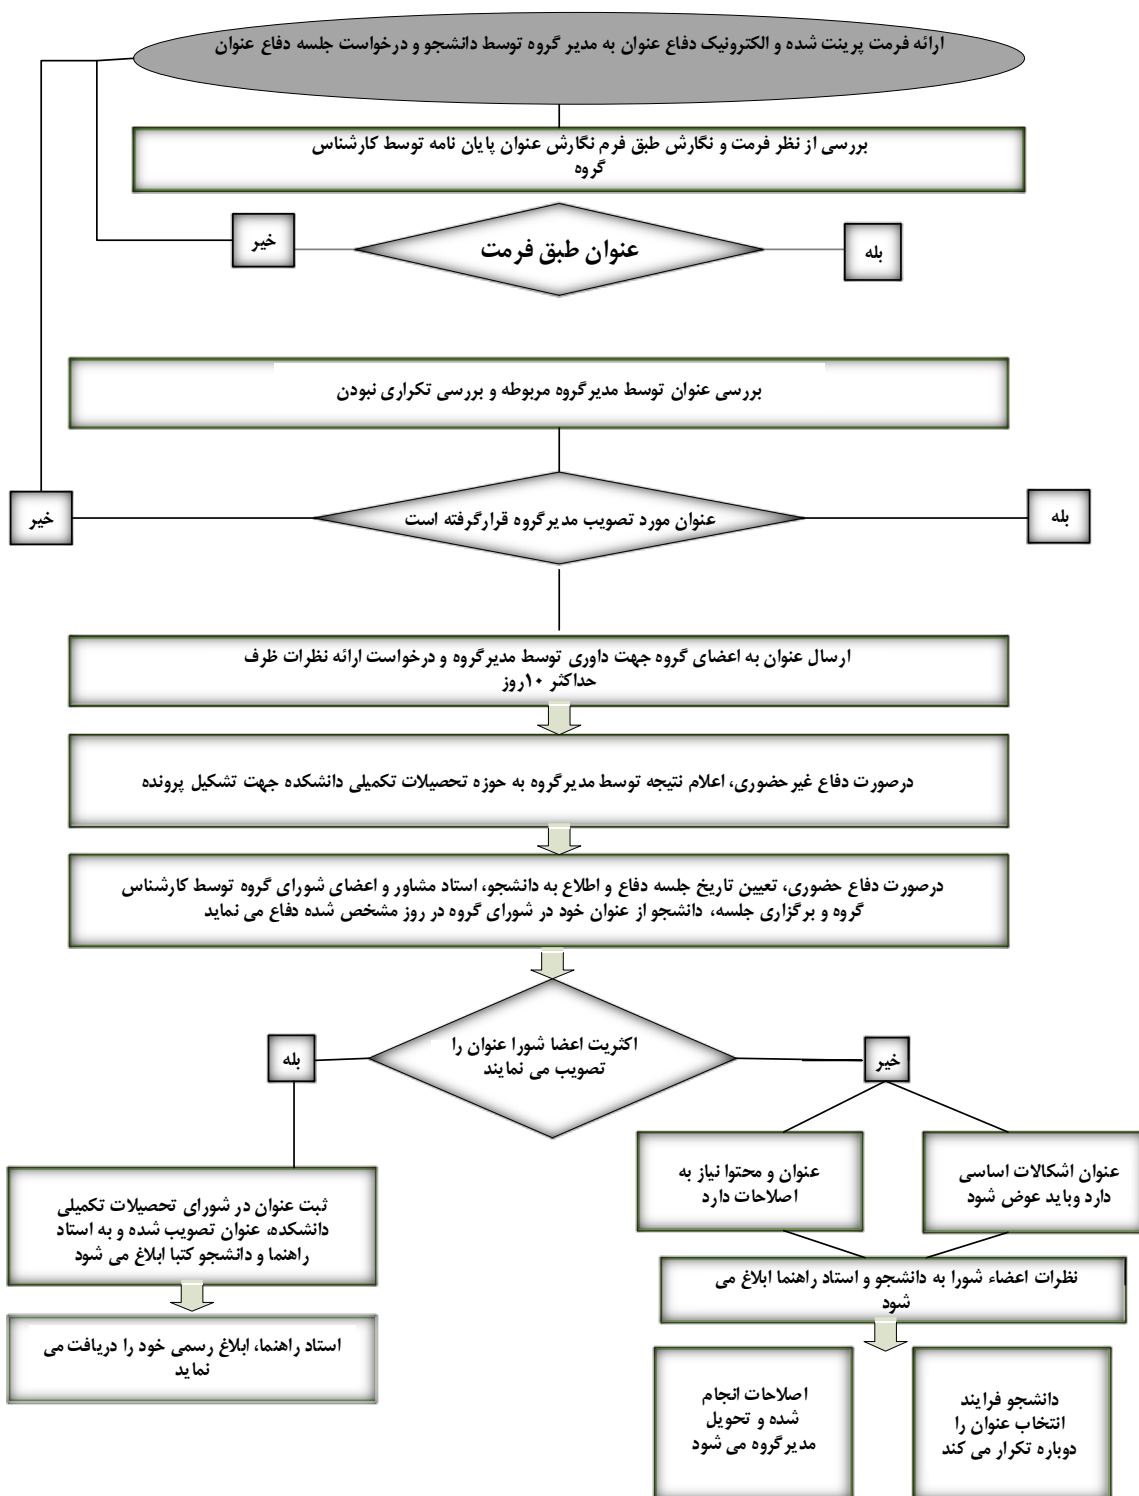 ارائه فرمت پرینت شده و الکترونیک دفاع عنوان به مدیر گروه توسط دانشجو و درخواست جلسه دفاع عنوان
بررسی از نظر فرمت و نگارش طبق فرم نگارش عنوان پایان نامه توسط کارشناس
گروه
عنوان طبق فرمت
بله
خیر
بررسی عنوان توسط مدیرگروه مربوطه و بررسی تکراری نبودن
عنوان مورد تصویب مدیرگروه قرارگرفته است
بله
خیر
ارسال عنوان به اعضای گروه جهت داوری توسط مدیرگروه و درخواست ارائه نظرات ظرف
حداکثر ۱۰روز
درصورت دفاع غیرحضوری، اعلام نتیجه توسط مدیرگروه به حوزه تحصیلات تکمیلی دانشکده جهت تشکیل پرونده
درصورت دفاع حضوری، تعیین تاریخ جلسه دفاع و اطلاع به دانشجو، استاد مشاور و اعضای شورای گروه توسط کارشناس
گروه و برگزاری جلسه، دانشجو از عنوان خود در شورای گروه در روز مشخص شده دفاع می نماید
اکثریت اعضا شورا عنوان را
تصویب می نمایند
خیر
بله
عنوان اشکالات اساسی
دارد وباید عوض شود
عنوان و محتوا نیاز به
اصلاحات دارد
ثبت عنوان در شورای تحصیلات تکمیلی
دانشکده، عنوان تصویب شده و به استاد
راهنما و دانشجو کتبا ابلاغ می شود
نظرات اعضاء شورا به دانشجو و استاد راهنما ابلاغ می
شود
استاد راهنما، ابلاغ رسمی خود را دریافت می
نماید
دانشجو فرایند
انتخاب عنوان را
دوباره تکرار می کند
اصلاحات انجام
شده و تحویل
مدیرگروه می شود